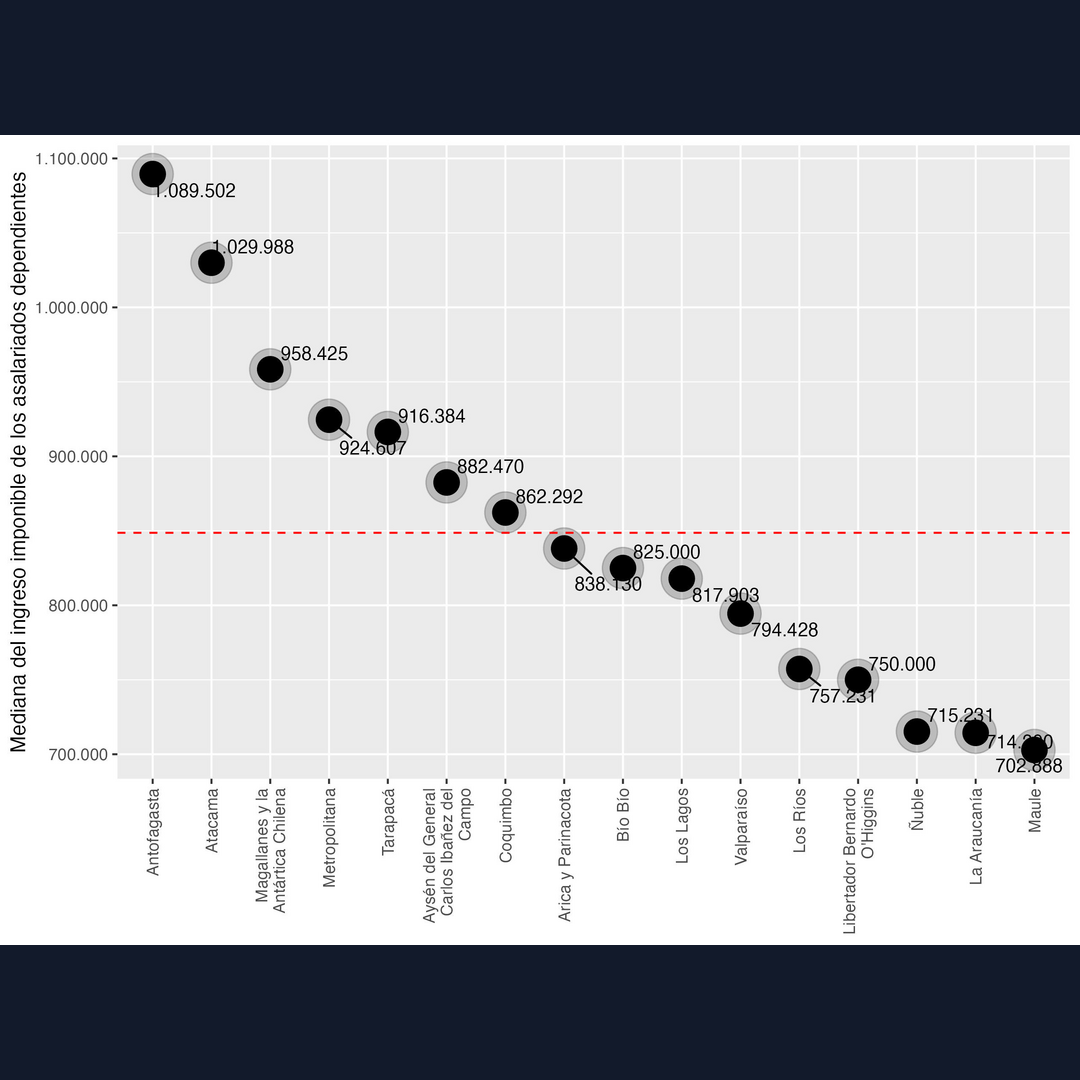 Mediana del ingreso imponible de los asalariados dependientes
1.100.000
1.000.000
900.000
800.000
700.000
1.089.502
1.029.988
958.425
924.607
916.384
882.470
862.292
838.130
825.000
817.903
794.428
757.231
750.000
715.231
702.888
Antofagasta
Atacama
Magallanes y la
Antártica Chilena
Metropolitana
Tarapacá
Aysén del General
Carlos Ibáñez del
Campo
Coquimbo
Arica y Parinacota
Bío Bío
Los Lagos
Valparaíso
Los Ríos
Libertador Bernardo
O'Higgins
Ñuble
La Araucanía
Maule